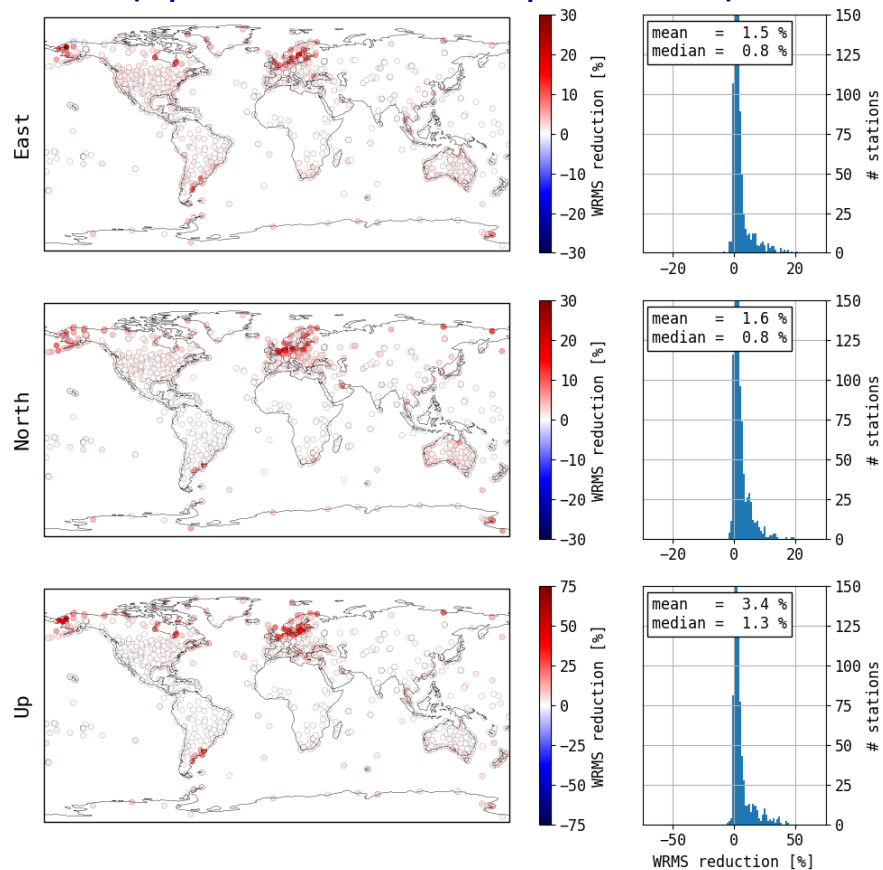 East
30
20
10
0
−10
−20
−30
WRMS reduction [%]
mean = 1.5 %
median = 0.8 %
150
125
100
75
50
25
0
# stations
−20 0 20
North
30
20
10
0
−10
−20
−30
WRMS reduction [%]
mean = 1.6 %
median = 0.8 %
150
125
100
75
50
25
0
# stations
−20 0 20
Up
75
50
25
0
−25
−50
−75
WRMS reduction [%]
mean = 3.4 %
median = 1.3 %
150
125
100
75
50
25
0
# stations
−50 0 50
WRMS reduction [%]